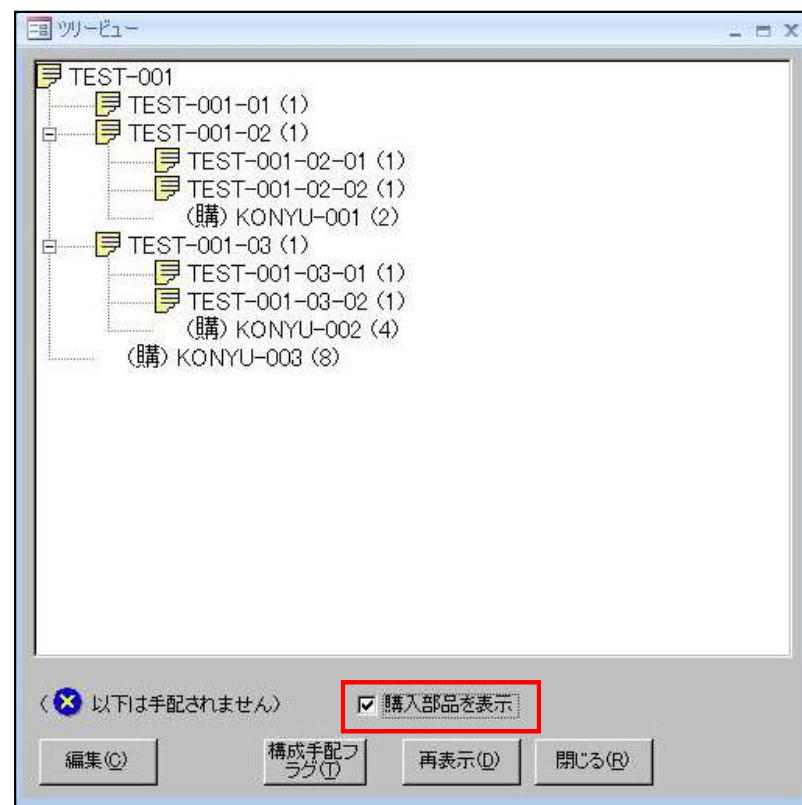 ツリービュー
TEST-001
TEST-001-01 (1)
TEST-001-02 (1)
TEST-001-02-01 (1)
TEST-001-02-02 (1)
(購) KONYU-001 (2)
TEST-001-03 (1)
TEST-001-03-01 (1)
TEST-001-03-02 (1)
(購) KONYU-002 (4)
(購) KONYU-003 (8)
( 以下は手配されません) 購入部品を表示
編集(C) 構成手配フ 再表示(D) 閉じる(R)
ラグ(T)